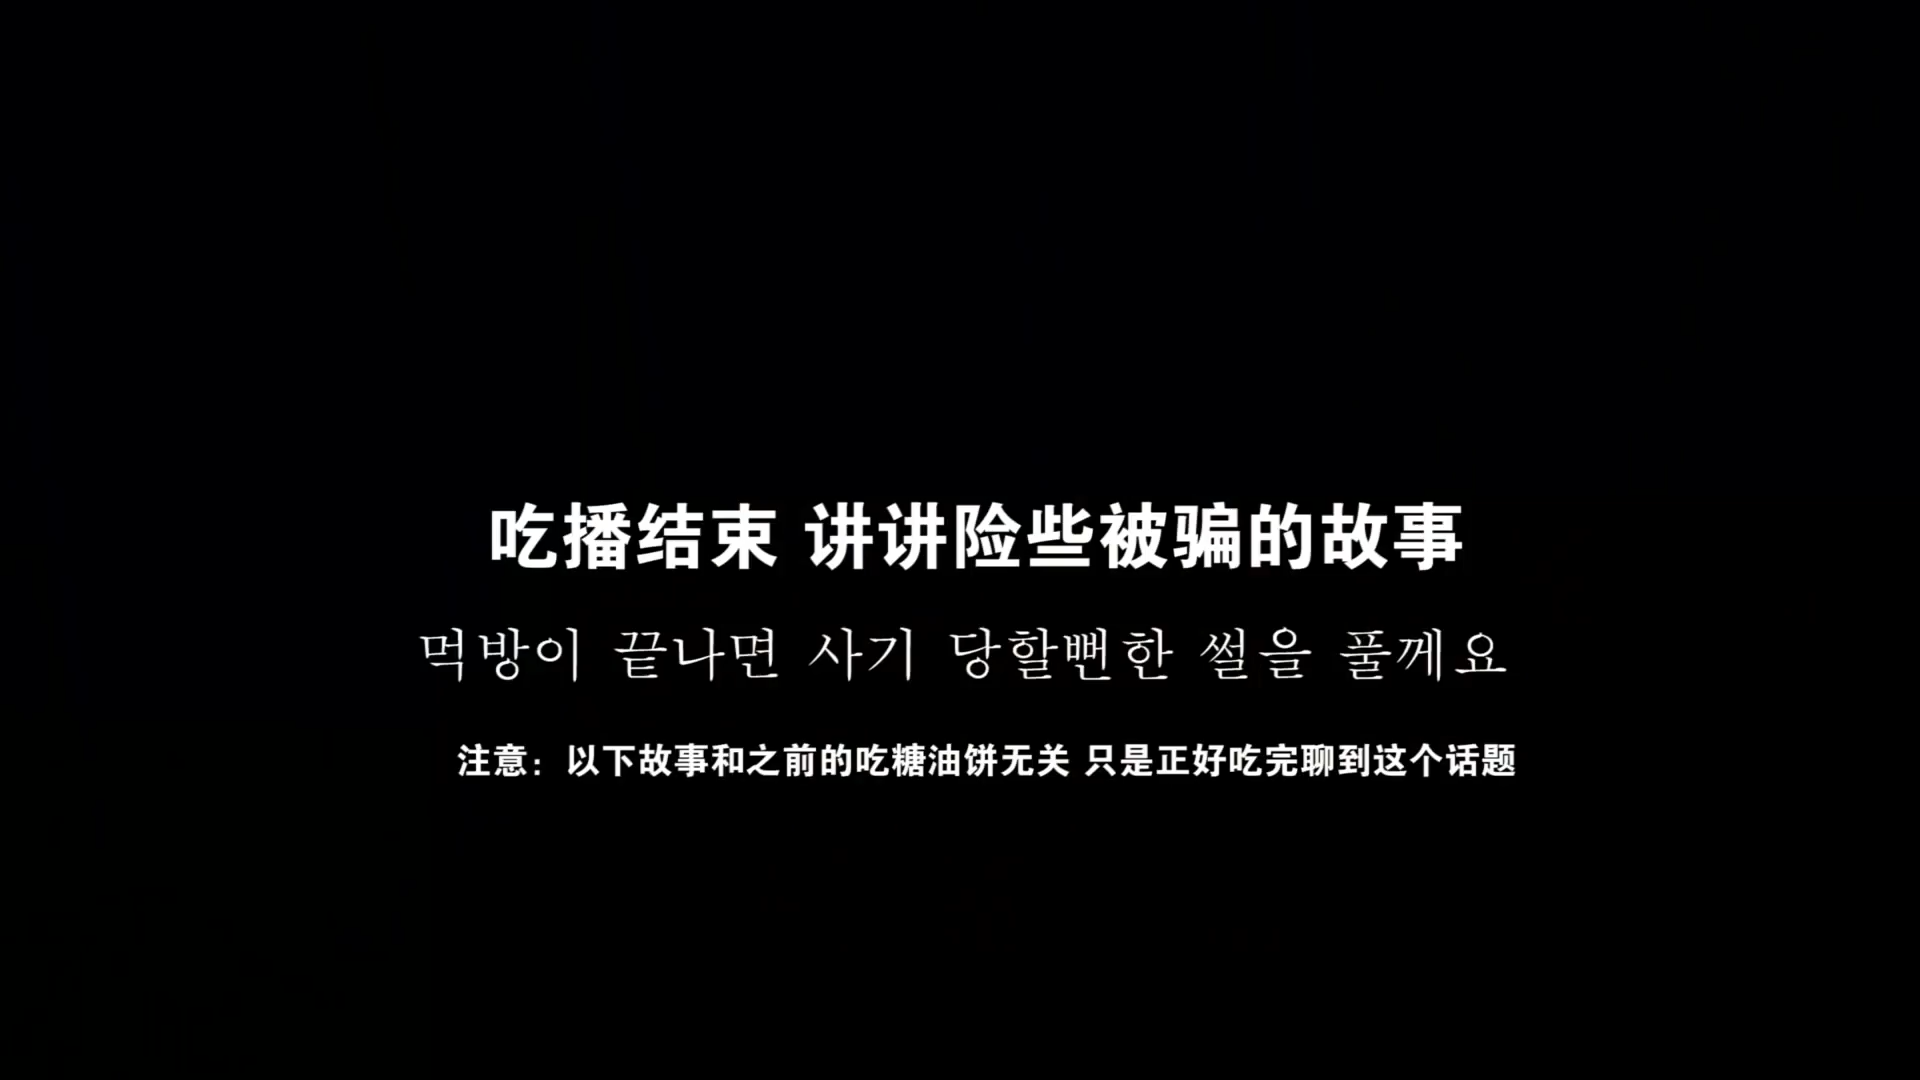 吃播结束 讲讲险些被骗的故事
먹방이 끝나면 사기 당할뻔한 썰을 풀께요
注意：以下故事和之前的吃糖油饼无关 只是正好吃完聊到这个话题